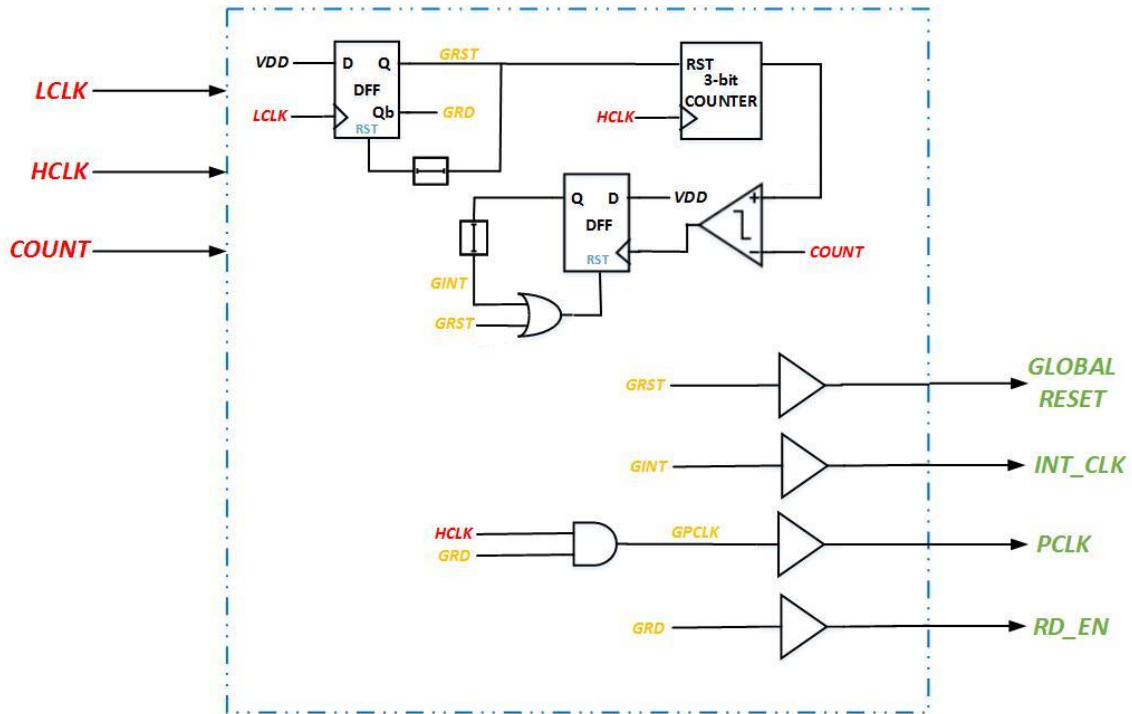 LCLK
HCLK
COUNT
VDD
D Q
DFF
Qb
RST
LCLK
GRST
GRD
RST
3-bit
COUNTER
HCLK
Q D
DFF
RST
VDD
+
−
COUNT
GINT
GRST
GRST
GLOBAL
RESET
GINT
INT_CLK
HCLK
GRD
GPCLK
PCLK
GRD
RD_EN